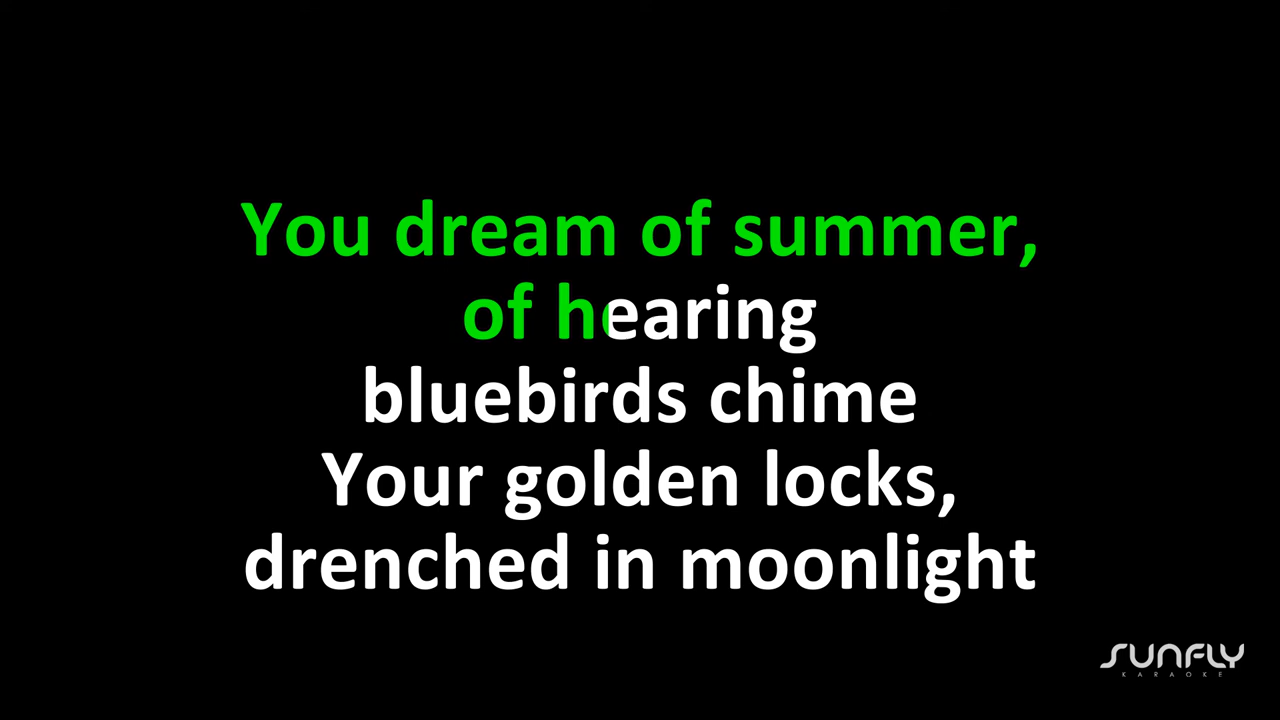 You dream of summer,
of hearing
bluebirds chime
Your golden locks,
drenched in moonlight
SUNFLY
KARAOKE